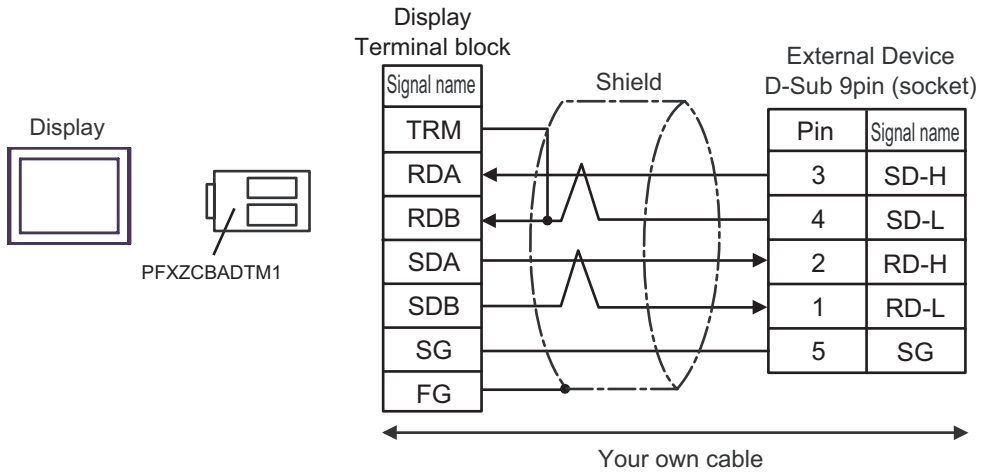 Display
Terminal block
External Device
D-Sub 9pin (socket)
Shield
Display
PFXZCBADTM1
Signal name
TRM
RDA
RDB
SDA
SDB
SG
FG
Pin Signal name
3 SD-H
4 SD-L
2 RD-H
1 RD-L
5 SG
Your own cable